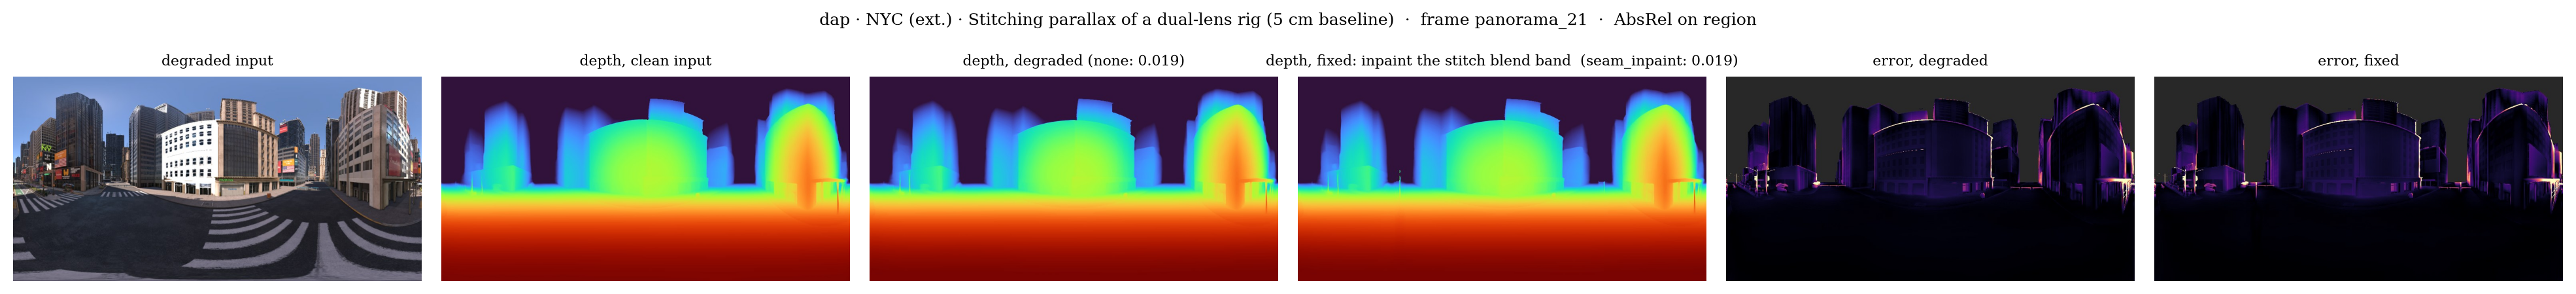 dap · NYC (ext.) · Stitching parallax of a dual-lens rig (5 cm baseline) · frame panorama_21 · AbsRel on region
degraded input
depth, clean input
depth, degraded (none: 0.019)
depth, fixed: inpaint the stitch blend band (seam_inpaint: 0.019)
error, degraded
error, fixed